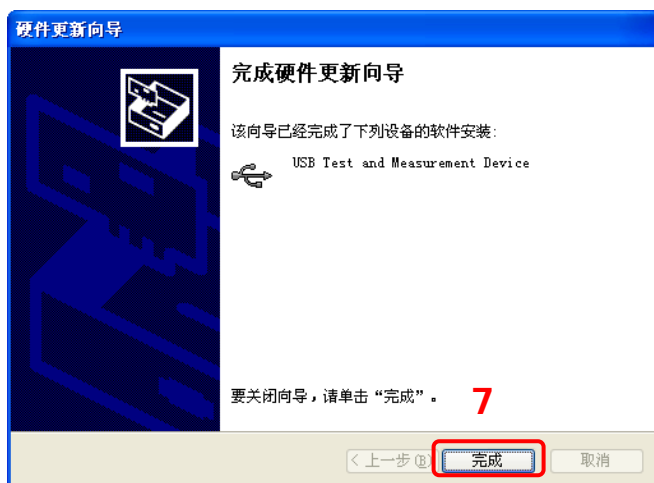 硬件更新向导
完成硬件更新向导
该向导已经完成了下列设备的软件安装:
USB Test and Measurement Device
要关闭向导，请单击“完成”。
7
<上一步(B) 完成 取消